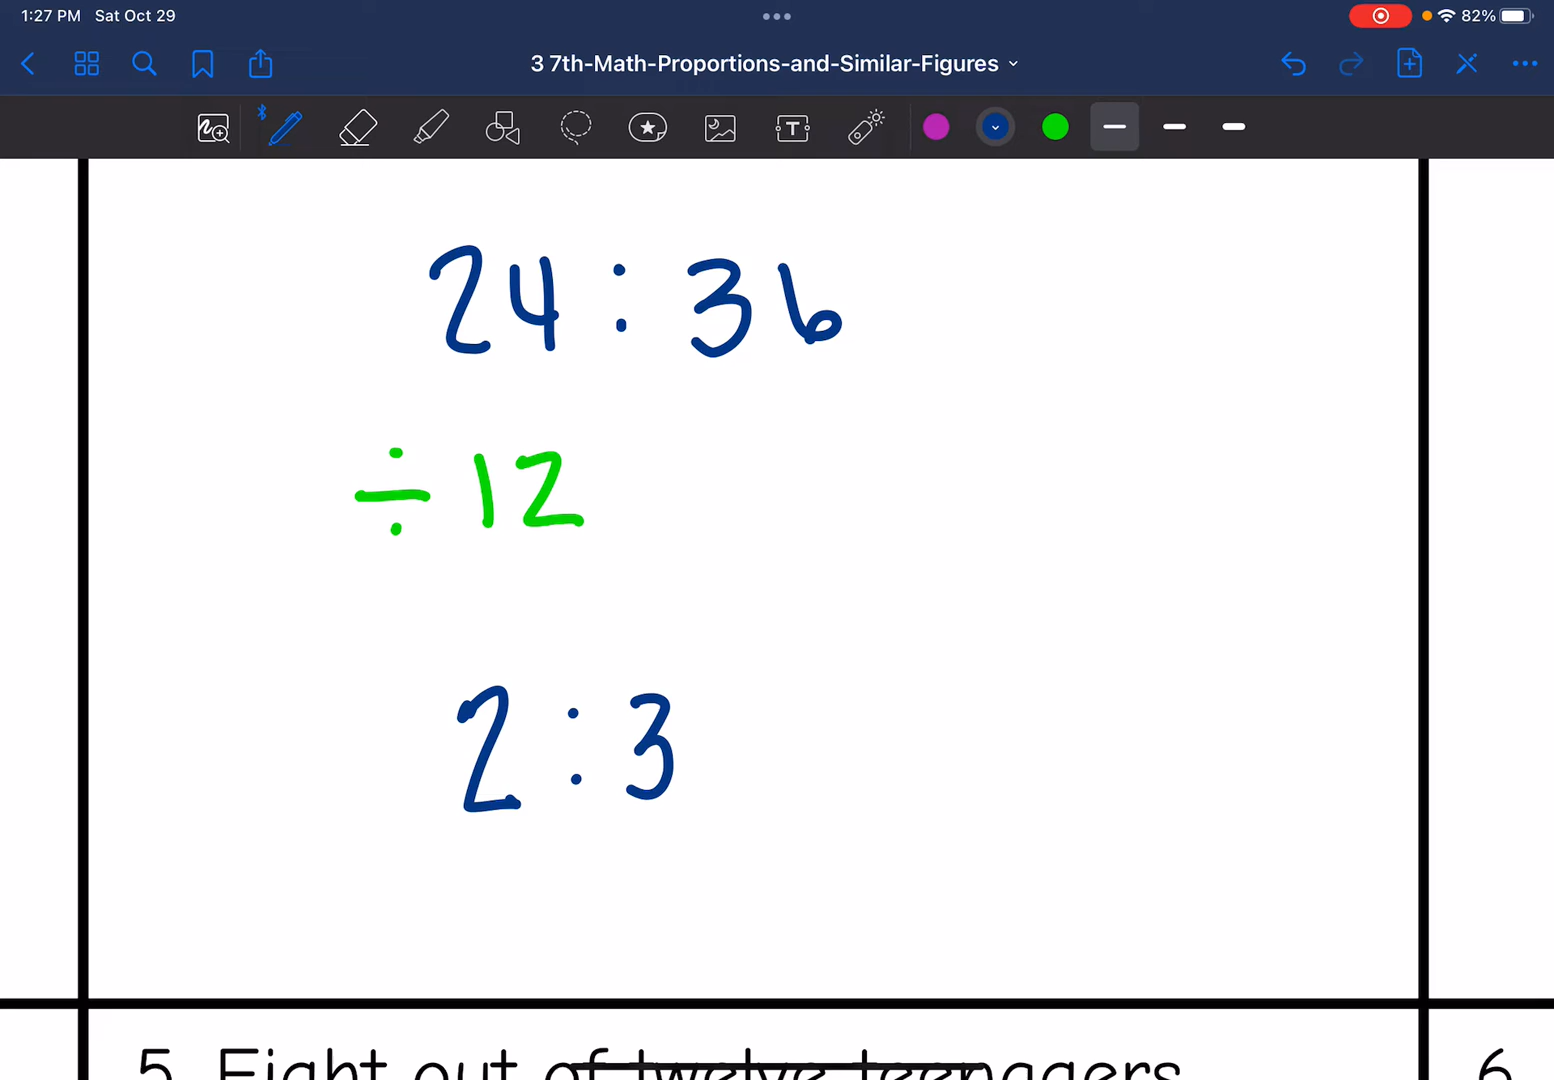 1:27 PM Sat Oct 29
82%
3 7th-Math-Proportions-and-Similar-Figures
T
24 : 36
÷ 12
2 : 3
5. Eight out of twelve teenagers
6